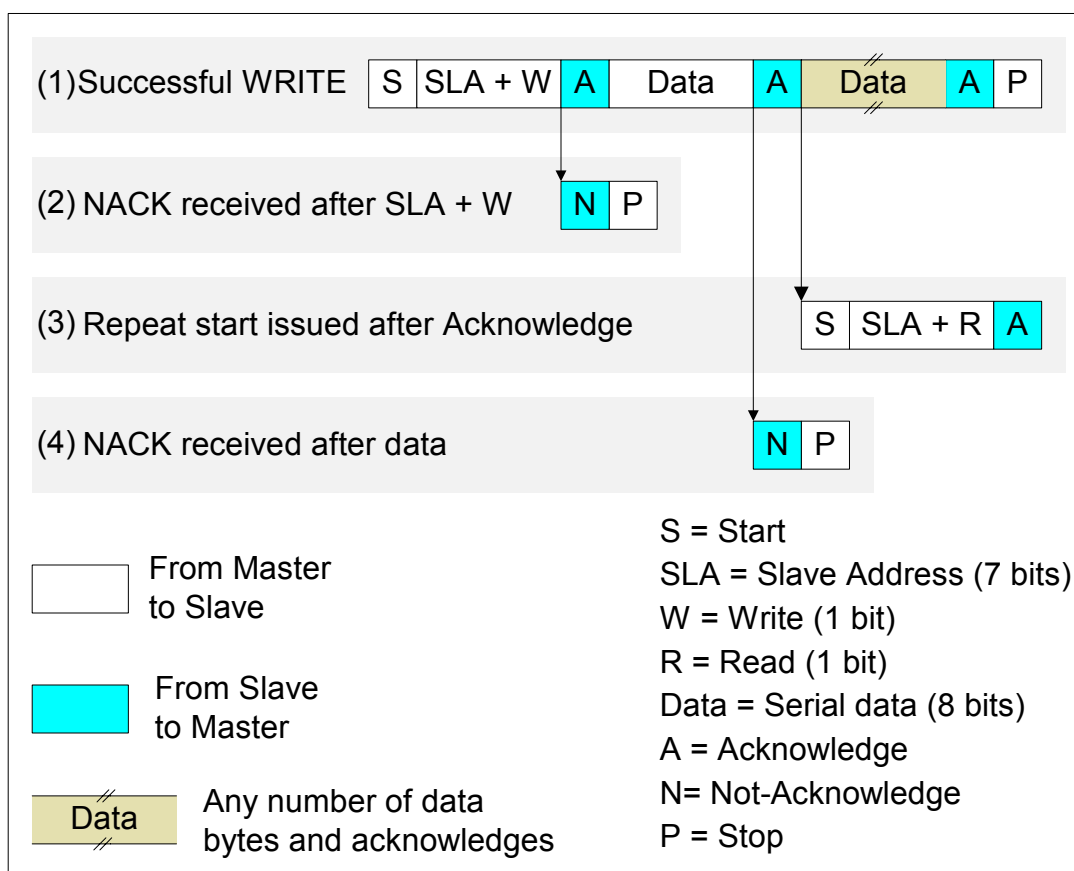 (1)Successful WRITE S SLA + W A Data A Data A P
(2) NACK received after SLA + W N P
(3) Repeat start issued after Acknowledge S SLA + R A
(4) NACK received after data N P
From Master
to Slave
From Slave
to Master
Data
Any number of data
bytes and acknowledges
S = Start
SLA = Slave Address (7 bits)
W = Write (1 bit)
R = Read (1 bit)
Data = Serial data (8 bits)
A = Acknowledge
N= Not-Acknowledge
P = Stop